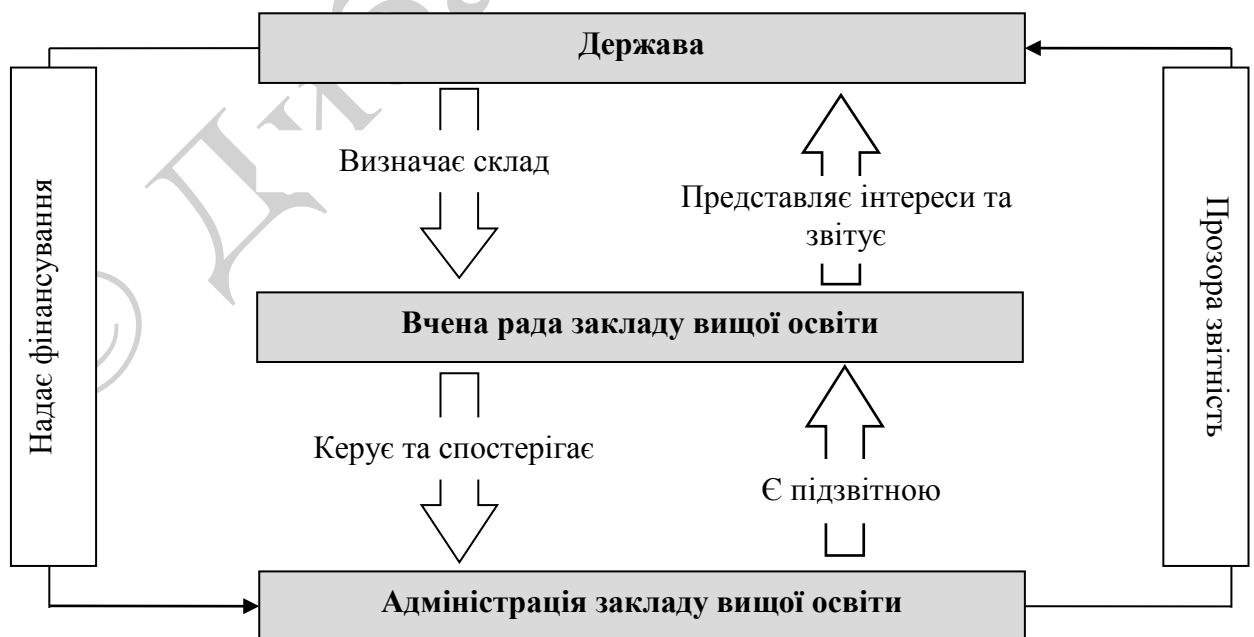 Держава
Визначає склад
Представляє інтереси та
звітує
Надає фінансування
Прозора звітність
Вчена рада закладу вищої освіти
Керує та спостерігає
Є підзвітною
Адміністрація закладу вищої освіти